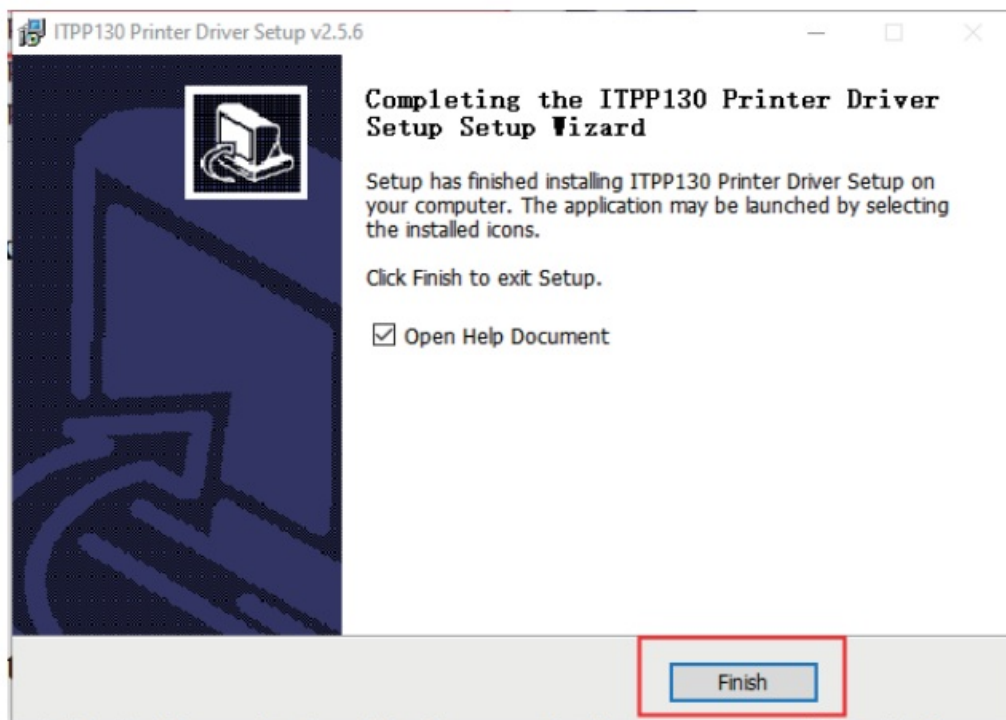 ITPP130 Printer Driver Setup v2.5.6
Completing the ITPP130 Printer Driver
Setup Setup Wizard
Setup has finished installing ITPP130 Printer Driver Setup on
your computer. The application may be launched by selecting
the installed icons.
Click Finish to exit Setup.
Open Help Document
Finish